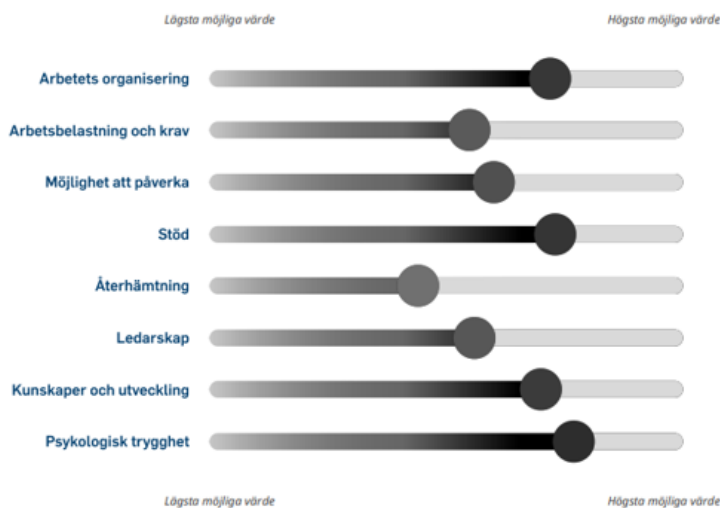 Lägsta möjliga värde Högsta möjliga värde
Arbetets organisering
Arbetsbelastning och krav
Möjlighet att påverka
Stöd
Återhämtning
Ledarskap
Kunskaper och utveckling
Psykologisk trygghet
Lägsta möjliga värde Högsta möjliga värde